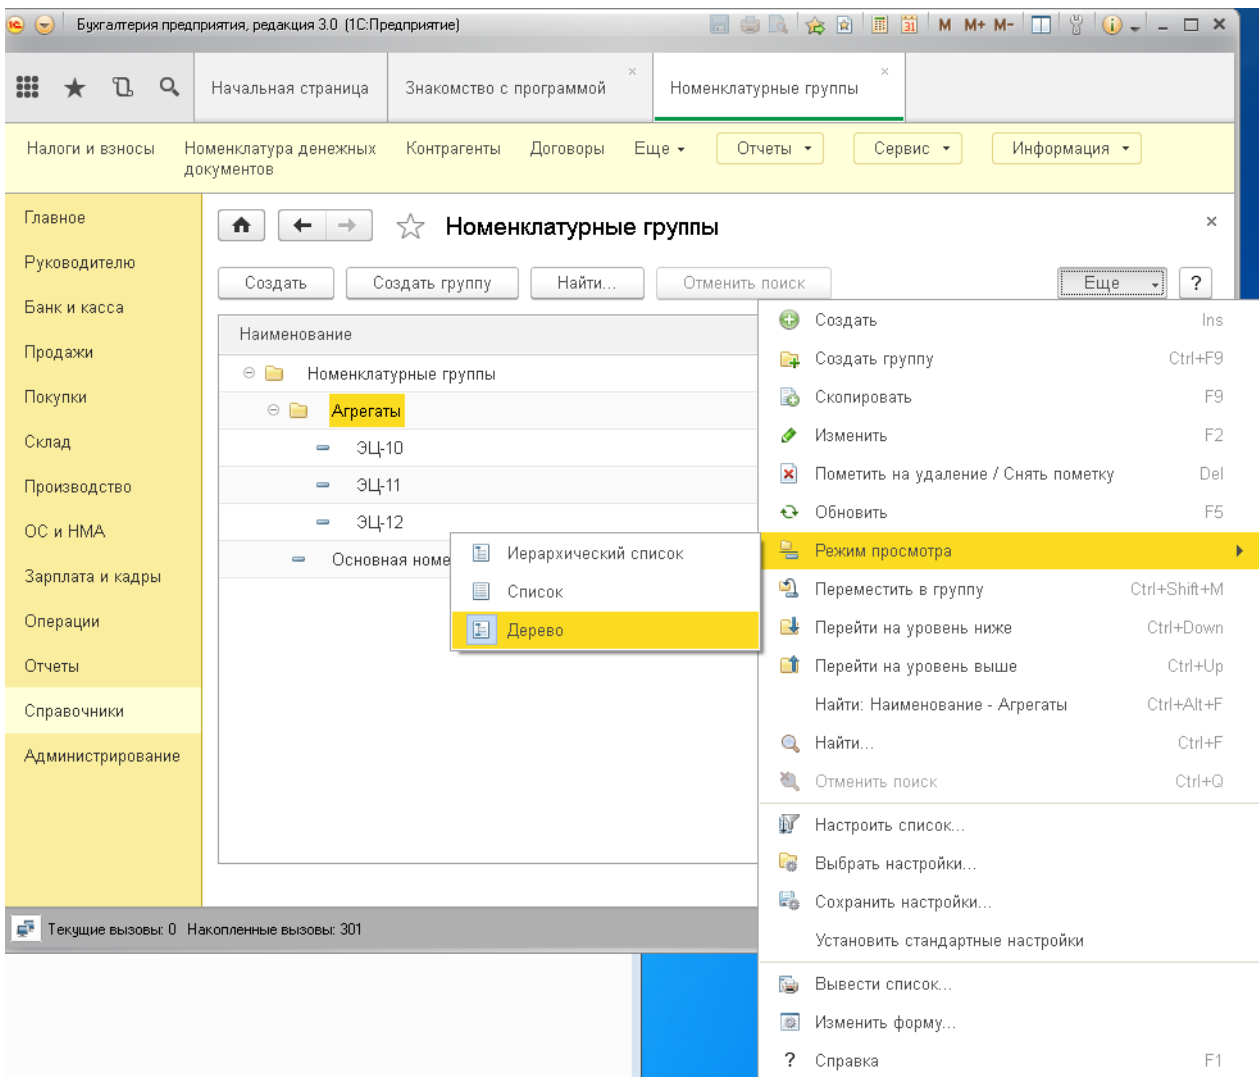 Бухгалтерия предприятия, редакция 3.0 (1С:Предприятие)
M M+ M-
31
Начальная страница
Знакомство с программой
Номенклатурные группы
Налоги и взносы
Номенклатура денежных
документов
Контрагенты
Договоры
Еще
Отчеты
Сервис
Информация
Главное
Руководителю
Банк и касса
Продажи
Покупки
Склад
Производство
ОС и НМА
Зарплата и кадры
Операции
Отчеты
Справочники
Администрирование
Номенклатурные группы
Создать
Создать группу
Найти...
Отменить поиск
Еще
?
Наименование
Номенклатурные группы
Агрегаты
ЭЦ-10
ЭЦ-11
ЭЦ-12
Основная номе
Иерархический список
Список
Дерево
Создать Ins
Создать группу Ctrl+F9
Скопировать F9
Изменить F2
Пометить на удаление / Снять пометку Del
Обновить F5
Режим просмотра
Переместить в группу Ctrl+Shift+M
Перейти на уровень ниже Ctrl+Down
Перейти на уровень выше Ctrl+Up
Найти: Наименование - Агрегаты Ctrl+Alt+F
Найти... Ctrl+F
Отменить поиск Ctrl+Q
Настроить список...
Выбрать настройки...
Сохранить настройки...
Установить стандартные настройки
Вывести список...
Изменить форму...
? Справка F1
Текущие вызовы: 0 Накопленные вызовы: 301